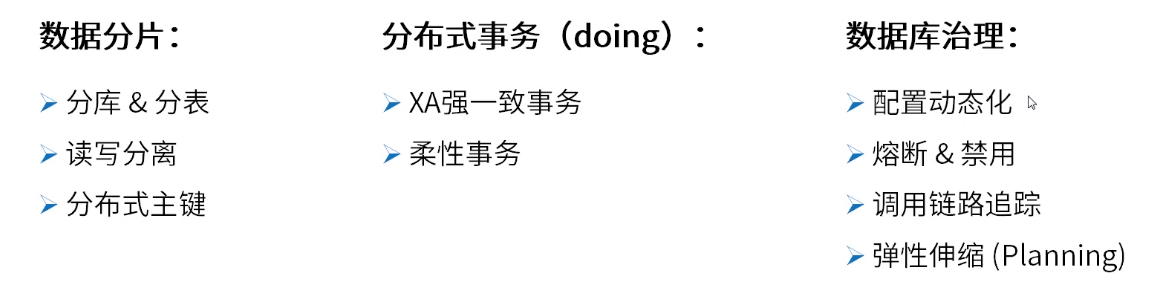 数据分片：
分库 & 分表
读写分离
分布式主键
分布式事务（doing）：
XA强一致事务
柔性事务
数据库治理：
配置动态化
熔断 & 禁用
调用链路追踪
弹性伸缩 (Planning)